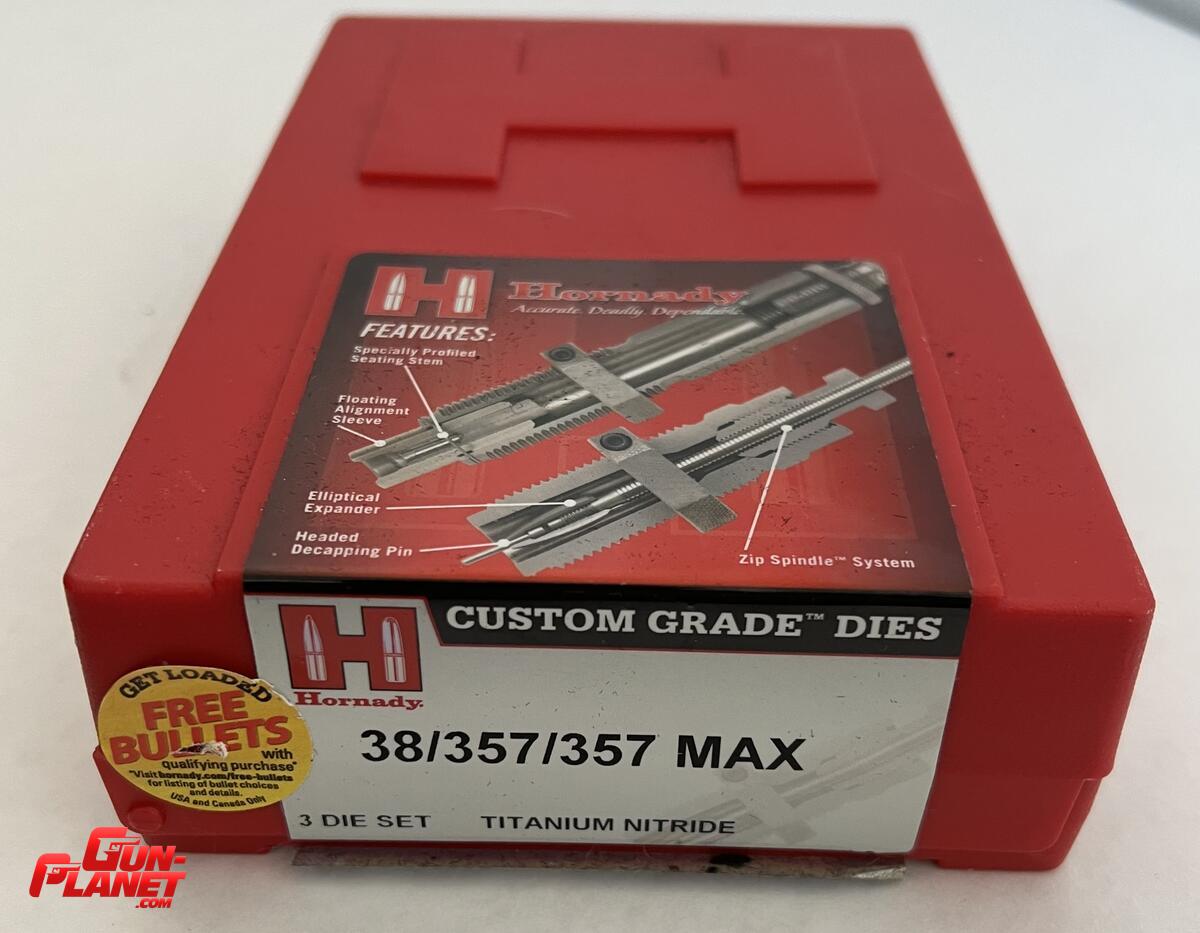 Hornady
Accurate. Deadly. Dependable.
FEATURES:
Specially Profiled
Seating Stem
Floating
Alignment
Sleeve
Elliptical
Expander
Headed
Decapping Pin
Zip Spindle™ System
CUSTOM GRADE™ DIES
Hornady.
38/357/357 MAX
3 DIE SET TITANIUM NITRIDE
GET LOADED
FREE
BULLETS
with
qualifying purchase*
*Visit hornady.com/free-bullets
for listing of bullet choices
and details.
USA and Canada Only
GUN-
PLANET
.COM